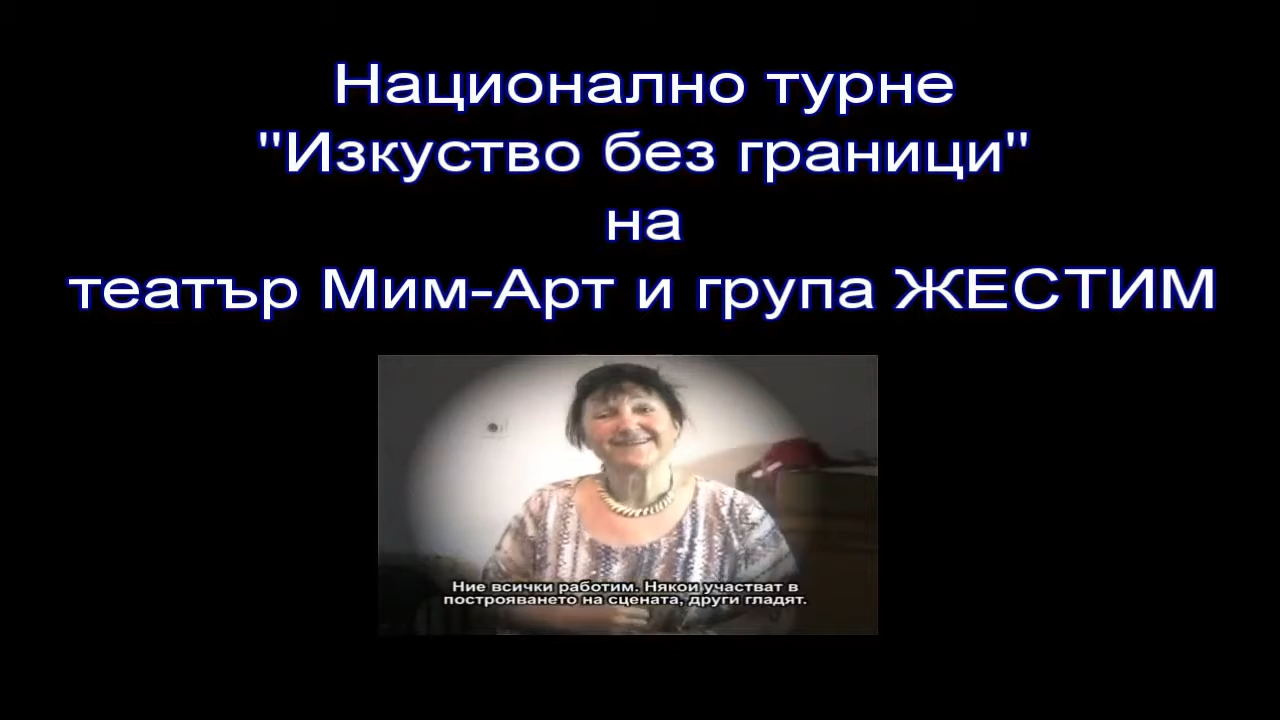 Национално турне
"Изкуство без граници"
на
театър Мим-Арт и група ЖЕСТИМ
Ние всички работим. Някои участват в
построяването на сцената, други гладят.